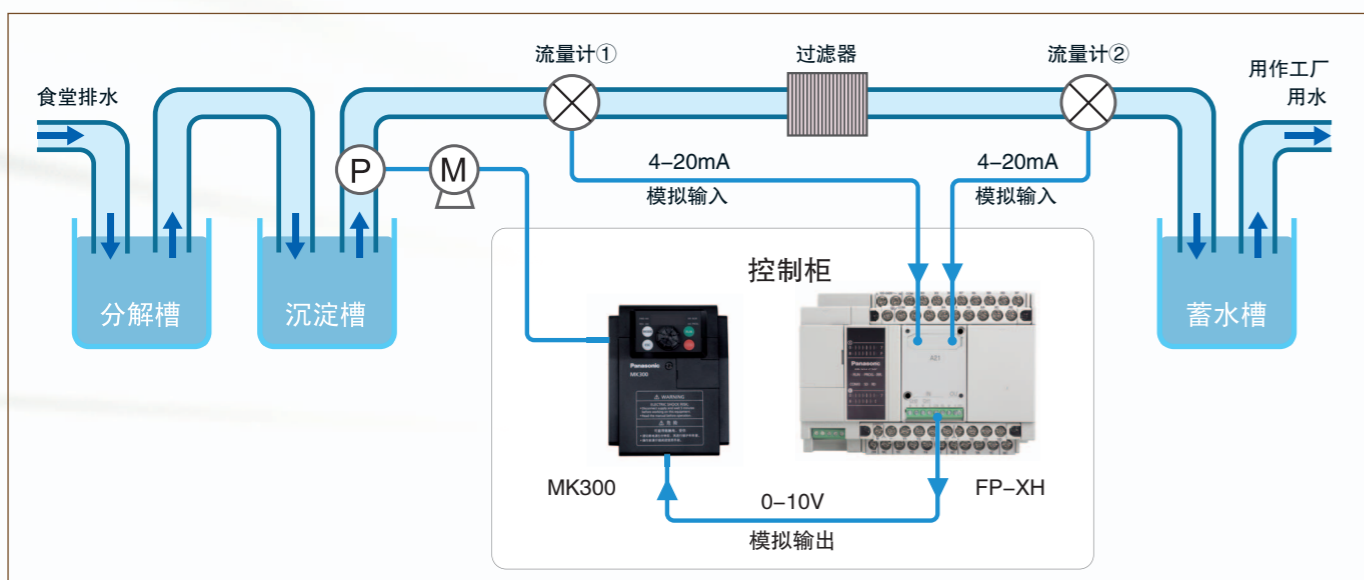 流量计①
过滤器
流量计②
食堂排水
用作工厂
用水
P
M
4–20mA
模拟输入
4–20mA
模拟输入
控制柜
分解槽
沉淀槽
蓄水槽
Panasonic
MK300
WARNING
Panasonic
MK300
FP–XH
0–10V
模拟输出